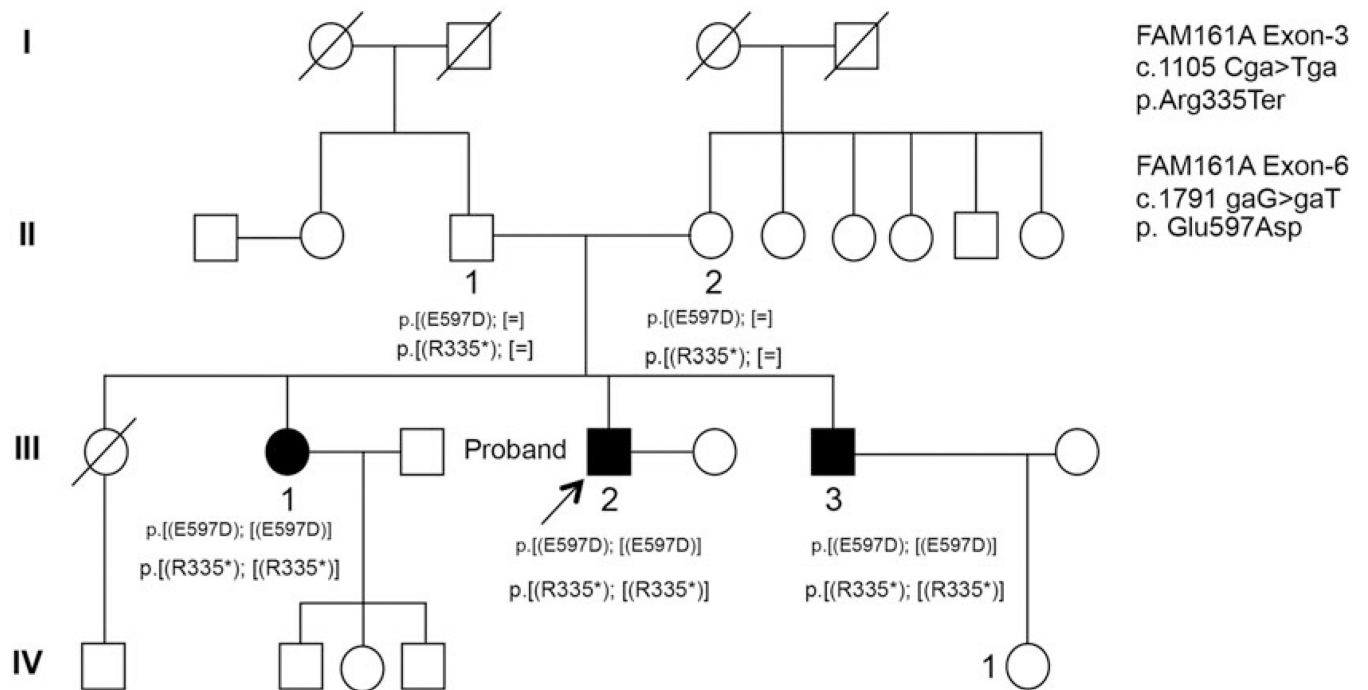 I
FAM161A Exon-3
c.1105 Cga>Tga
p.Arg335Ter
FAM161A Exon-6
c.1791 gaG>gaT
p. Glu597Asp
II
1
2
p.[(E597D); [=]
p.[(E597D); [=]
p.[(R335*); [=]
p.[(R335*); [=]
III
Proband
1
2
3
p.[(E597D); [(E597D)]
p.[(E597D); [(E597D)]
p.[(E597D); [(E597D)]
p.[(R335*); [(R335*)]
p.[(R335*); [(R335*)]
p.[(R335*); [(R335*)]
IV
1